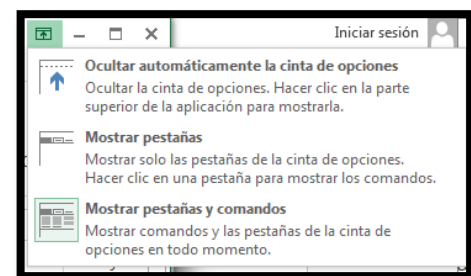 Iniciar sesión
Ocultar automáticamente la cinta de opciones
Ocultar la cinta de opciones. Hacer clic en la parte
superior de la aplicación para mostrarla.
Mostrar pestañas
Mostrar solo las pestañas de la cinta de opciones.
Hacer clic en una pestaña para mostrar los comandos.
Mostrar pestañas y comandos
Mostrar comandos y las pestañas de la cinta de
opciones en todo momento.